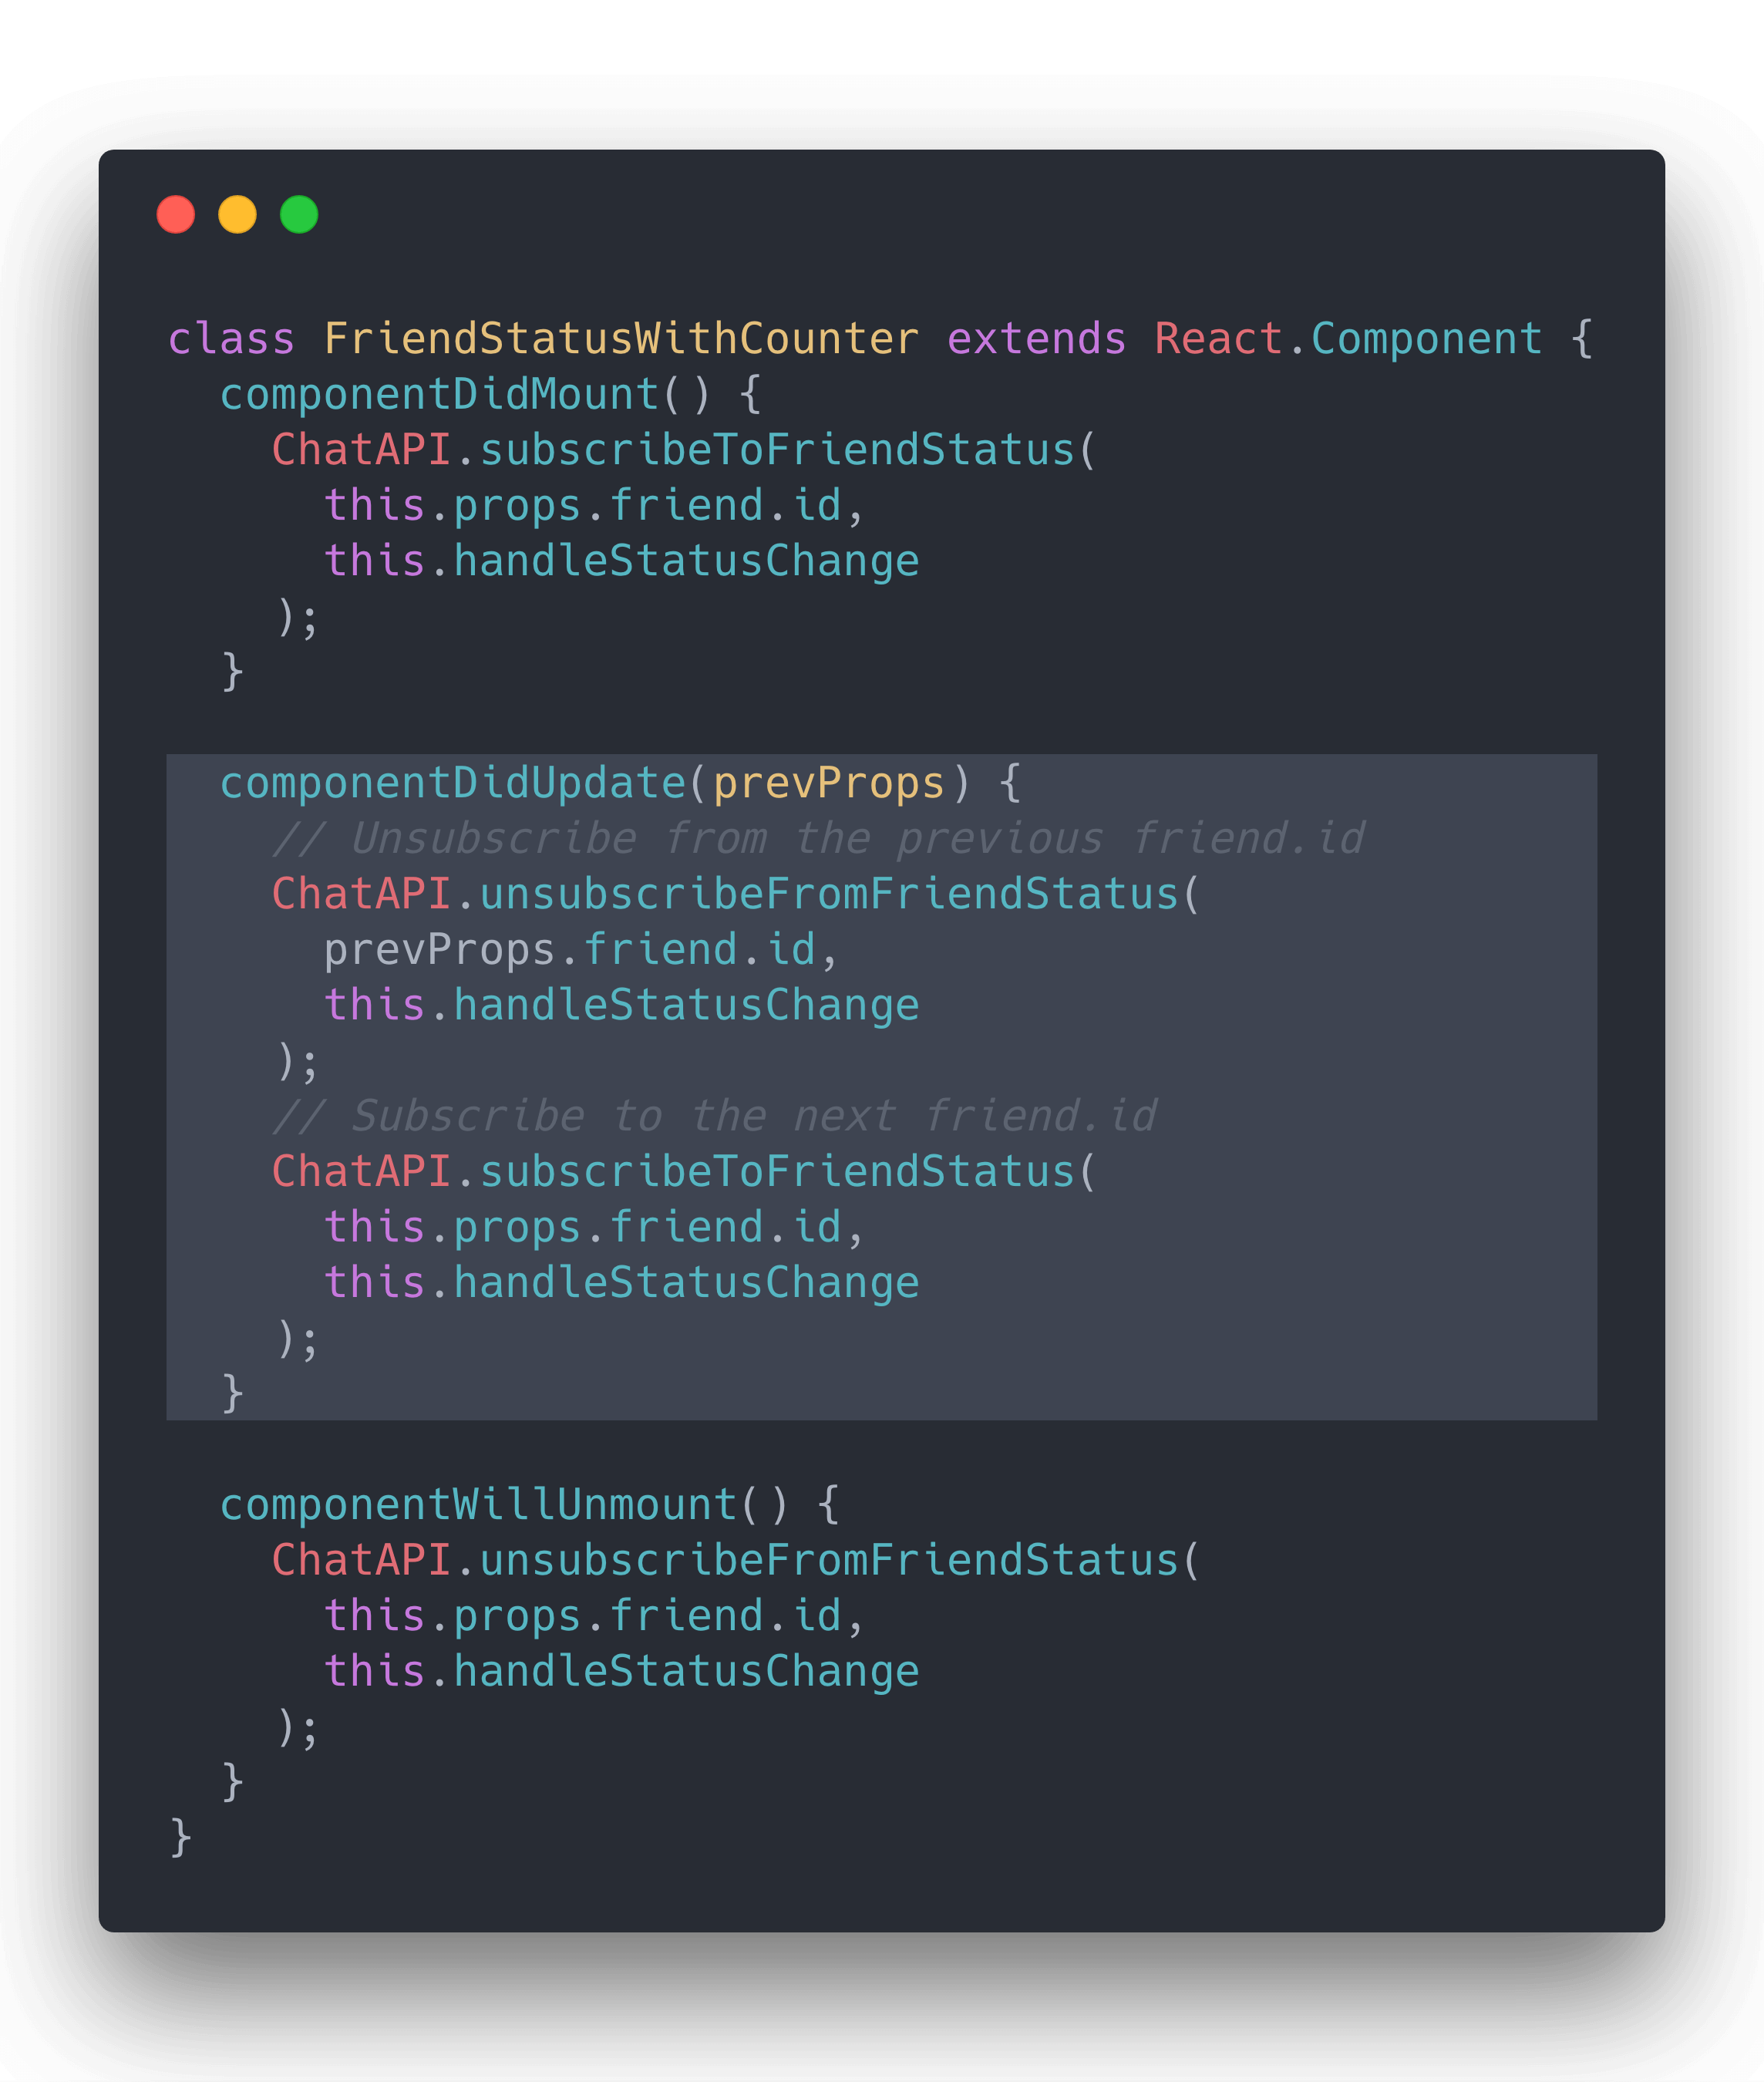 class FriendStatusWithCounter extends React.Component {
  componentDidMount() {
    ChatAPI.subscribeToFriendStatus(
      this.props.friend.id,
      this.handleStatusChange
    );
  }

  componentDidUpdate(prevProps) {
    // Unsubscribe from the previous friend.id
    ChatAPI.unsubscribeFromFriendStatus(
      prevProps.friend.id,
      this.handleStatusChange
    );
    // Subscribe to the next friend.id
    ChatAPI.subscribeToFriendStatus(
      this.props.friend.id,
      this.handleStatusChange
    );
  }

  componentWillUnmount() {
    ChatAPI.unsubscribeFromFriendStatus(
      this.props.friend.id,
      this.handleStatusChange
    );
  }
}